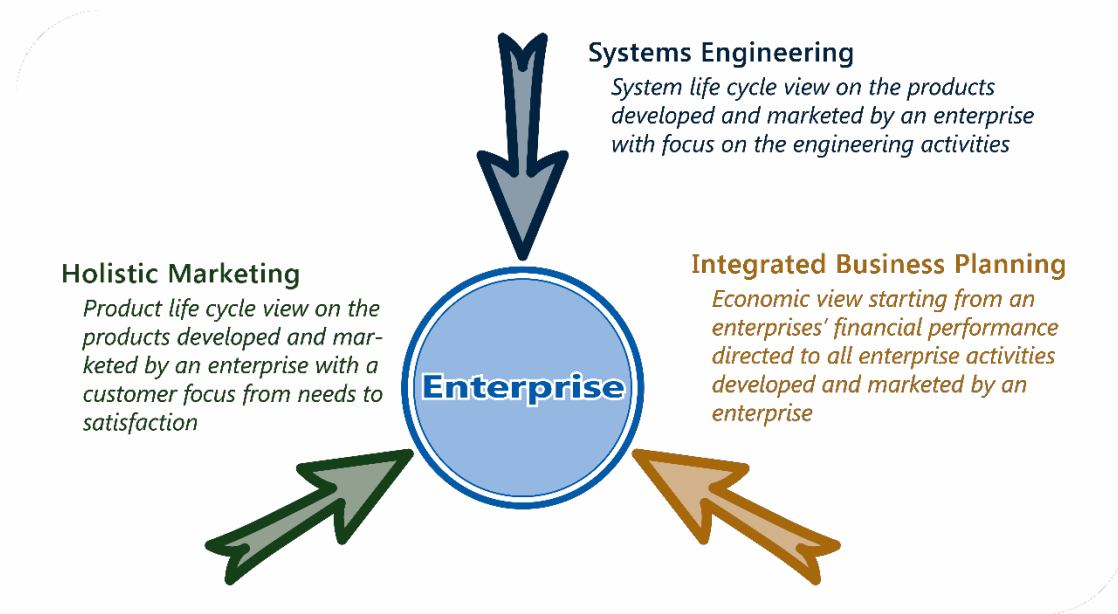 Systems Engineering
System life cycle view on the products
developed and marketed by an enterprise
with focus on the engineering activities
Holistic Marketing
Product life cycle view on the
products developed and mar-
keted by an enterprise with a
customer focus from needs to
satisfaction
Integrated Business Planning
Economic view starting from an
enterprises’ financial performance
directed to all enterprise activities
developed and marketed by an
enterprise
Enterprise